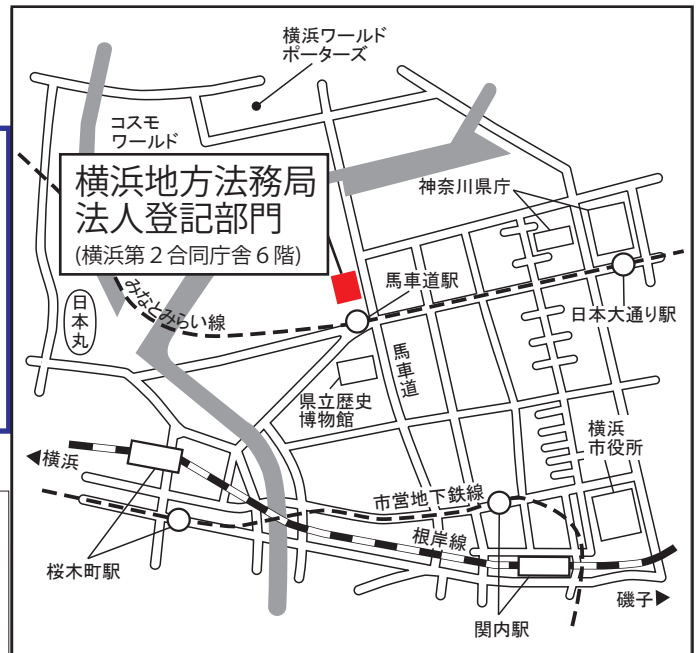 横浜ワールド
ポーターズ
コスモ
ワールド
横浜地方法務局
法人登記部門
(横浜第2合同庁舎6階)
神奈川県庁
馬車道駅
みなとみらい線
日本大通り駅
日本丸
馬車道
県立歴史
博物館
横浜
市役所
◀横浜
市営地下鉄線
根岸線
桜木町駅
関内駅
磯子▶